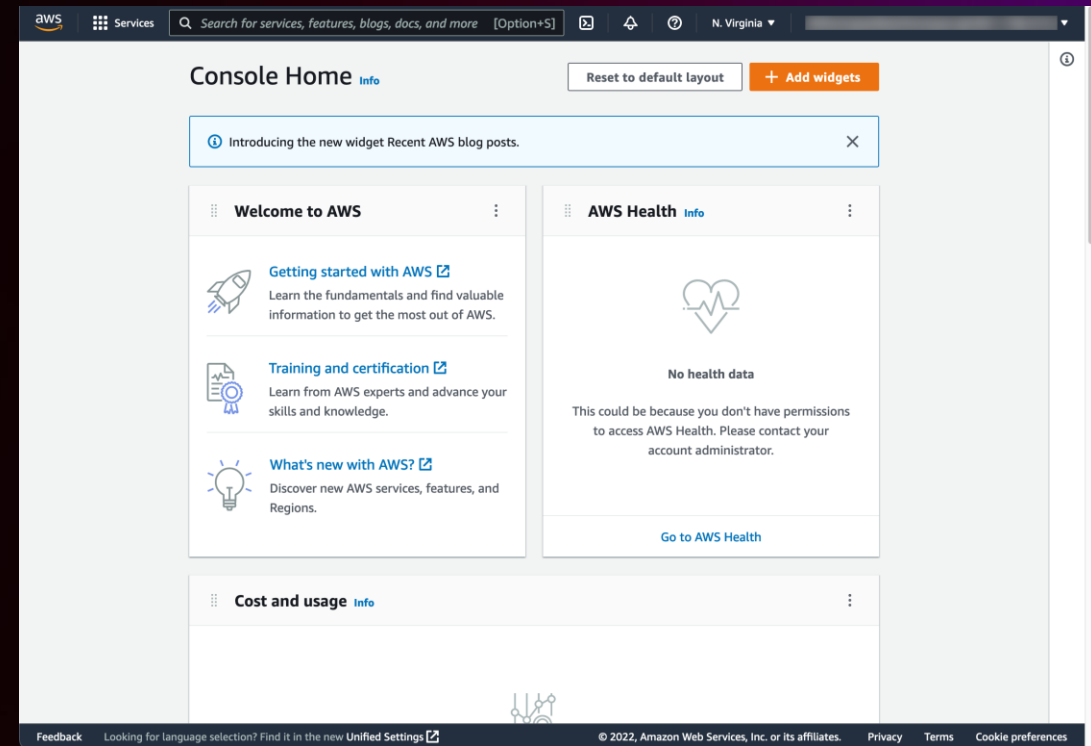 aws Services Search for services, features, blogs, docs, and more [Option+S] N. Virginia
Console Home Info
Reset to default layout
Add widgets
Introducing the new widget Recent AWS blog posts.
Welcome to AWS
Getting started with AWS
Learn the fundamentals and find valuable
information to get the most out of AWS.
Training and certification
Learn from AWS experts and advance your
skills and knowledge.
What's new with AWS?
Discover new AWS services, features, and
Regions.
AWS Health Info
No health data
This could be because you don't have permissions
to access AWS Health. Please contact your
account administrator.
Go to AWS Health
Cost and usage Info
Feedback Looking for language selection? Find it in the new Unified Settings © 2022, Amazon Web Services, Inc. or its affiliates. Privacy Terms Cookie preferences